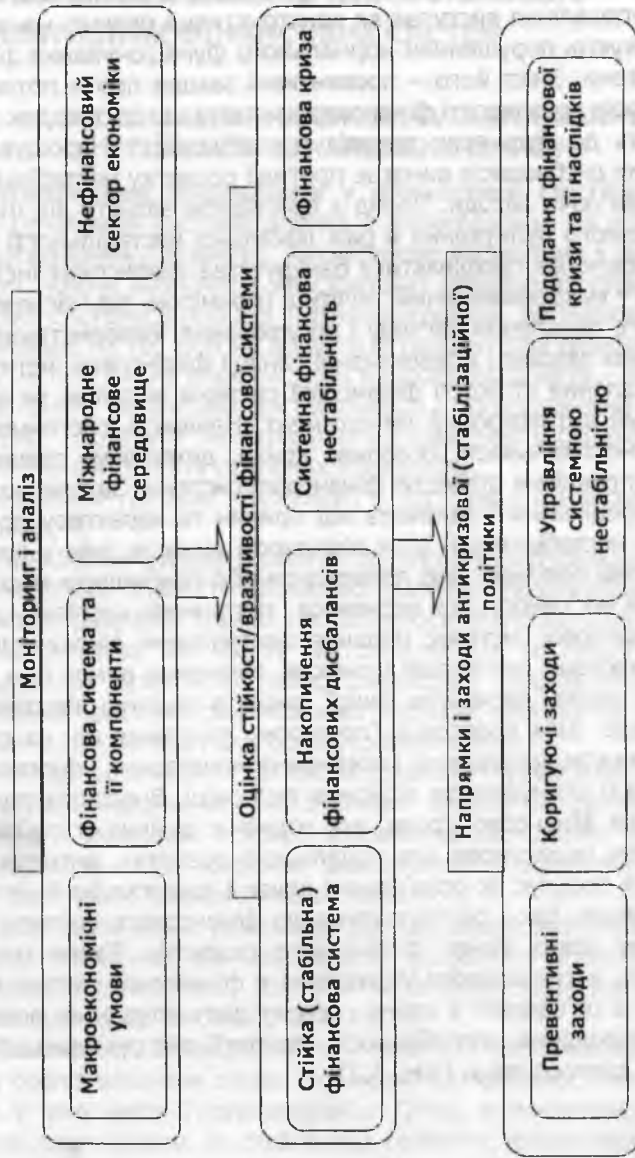 Моніторинг і аналіз
Макроекономічні
умови
Фінансова система та
її компоненти
Міжнародне
фінансове
середовище
Нефінансовий
сектор економіки
Оцінка стійкості/вразливості фінансової системи
Стійка (стабільна)
фінансова система
Накопичення
фінансових дисбалансів
Системна фінансова
нестабільність
Фінансова криза
Напрямки і заходи антикризової (стабілізаційної)
політики
Превентивні
заходи
Коригуючі заходи
Управління
системною
нестабільністю
Подолання фінансової
кризи та її наслідків